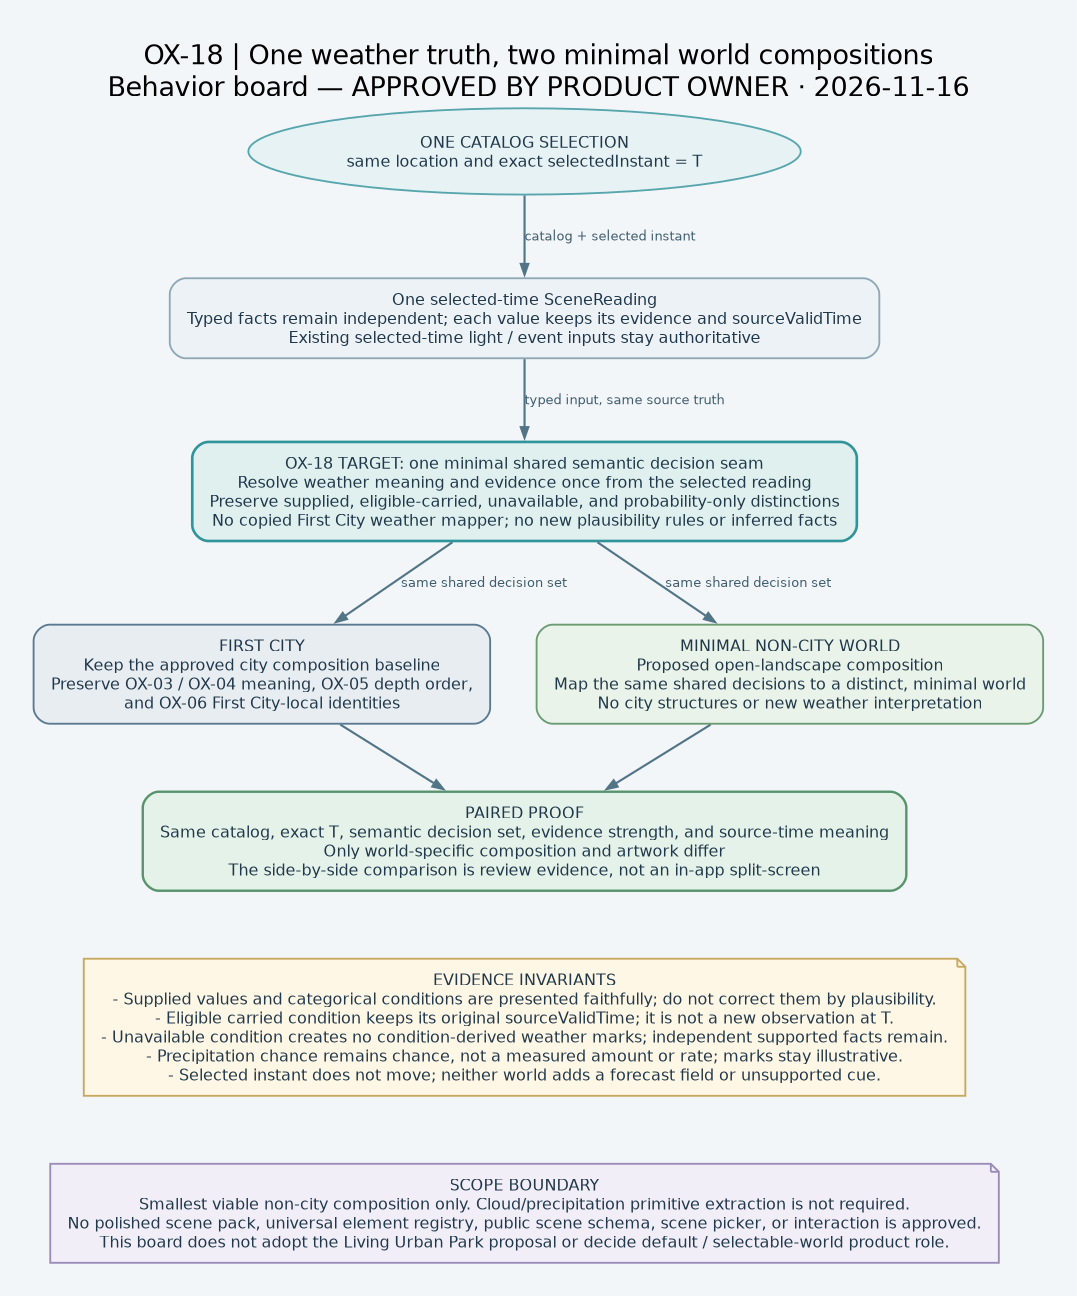 OX-18 | One weather truth, two minimal world compositions
Behavior board — APPROVED BY PRODUCT OWNER · 2026-11-16
ONE CATALOG SELECTION
same location and exact selectedInstant = T
catalog + selected instant
One selected-time SceneReading
Typed facts remain independent; each value keeps its evidence and sourceValidTime
Existing selected-time light / event inputs stay authoritative
typed input, same source truth
OX-18 TARGET: one minimal shared semantic decision seam
Resolve weather meaning and evidence once from the selected reading
Preserve supplied, eligible-carried, unavailable, and probability-only distinctions
No copied First City weather mapper; no new plausibility rules or inferred facts
same shared decision set
same shared decision set
FIRST CITY
Keep the approved city composition baseline
Preserve OX-03 / OX-04 meaning, OX-05 depth order,
and OX-06 First City-local identities
MINIMAL NON-CITY WORLD
Proposed open-landscape composition
Map the same shared decisions to a distinct, minimal world
No city structures or new weather interpretation
PAIRED PROOF
Same catalog, exact T, semantic decision set, evidence strength, and source-time meaning
Only world-specific composition and artwork differ
The side-by-side comparison is review evidence, not an in-app split-screen
EVIDENCE INVARIANTS
- Supplied values and categorical conditions are presented faithfully; do not correct them by plausibility.
- Eligible carried condition keeps its original sourceValidTime; it is not a new observation at T.
- Unavailable condition creates no condition-derived weather marks; independent supported facts remain.
- Precipitation chance remains chance, not a measured amount or rate; marks stay illustrative.
- Selected instant does not move; neither world adds a forecast field or unsupported cue.
SCOPE BOUNDARY
Smallest viable non-city composition only. Cloud/precipitation primitive extraction is not required.
No polished scene pack, universal element registry, public scene schema, scene picker, or interaction is approved.
This board does not adopt the Living Urban Park proposal or decide default / selectable-world product role.